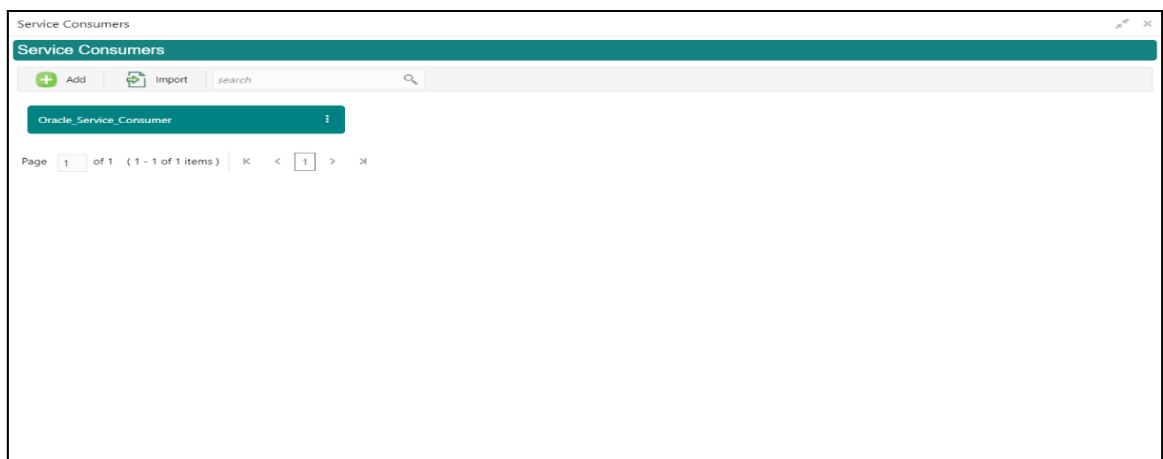 Service Consumers
Service Consumers
Add Import search
Oracle_Service_Consumer
Page 1 of 1 ( 1 - 1 of 1 items ) 1